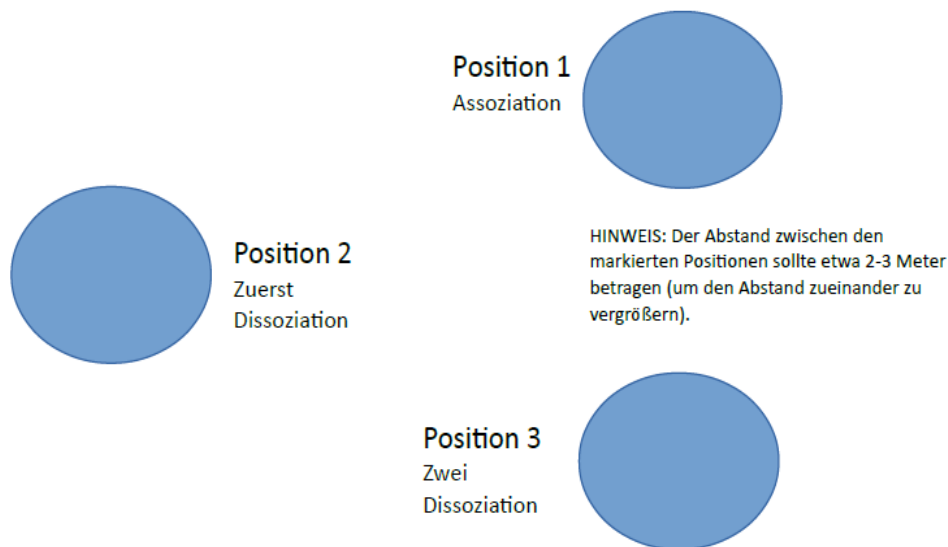 Position 1
Assoziation
Position 2
Zuerst
Dissoziation
HINWEIS: Der Abstand zwischen den
markierten Positionen sollte etwa 2-3 Meter
betragen (um den Abstand zueinander zu
vergrößern).
Position 3
Zwei
Dissoziation